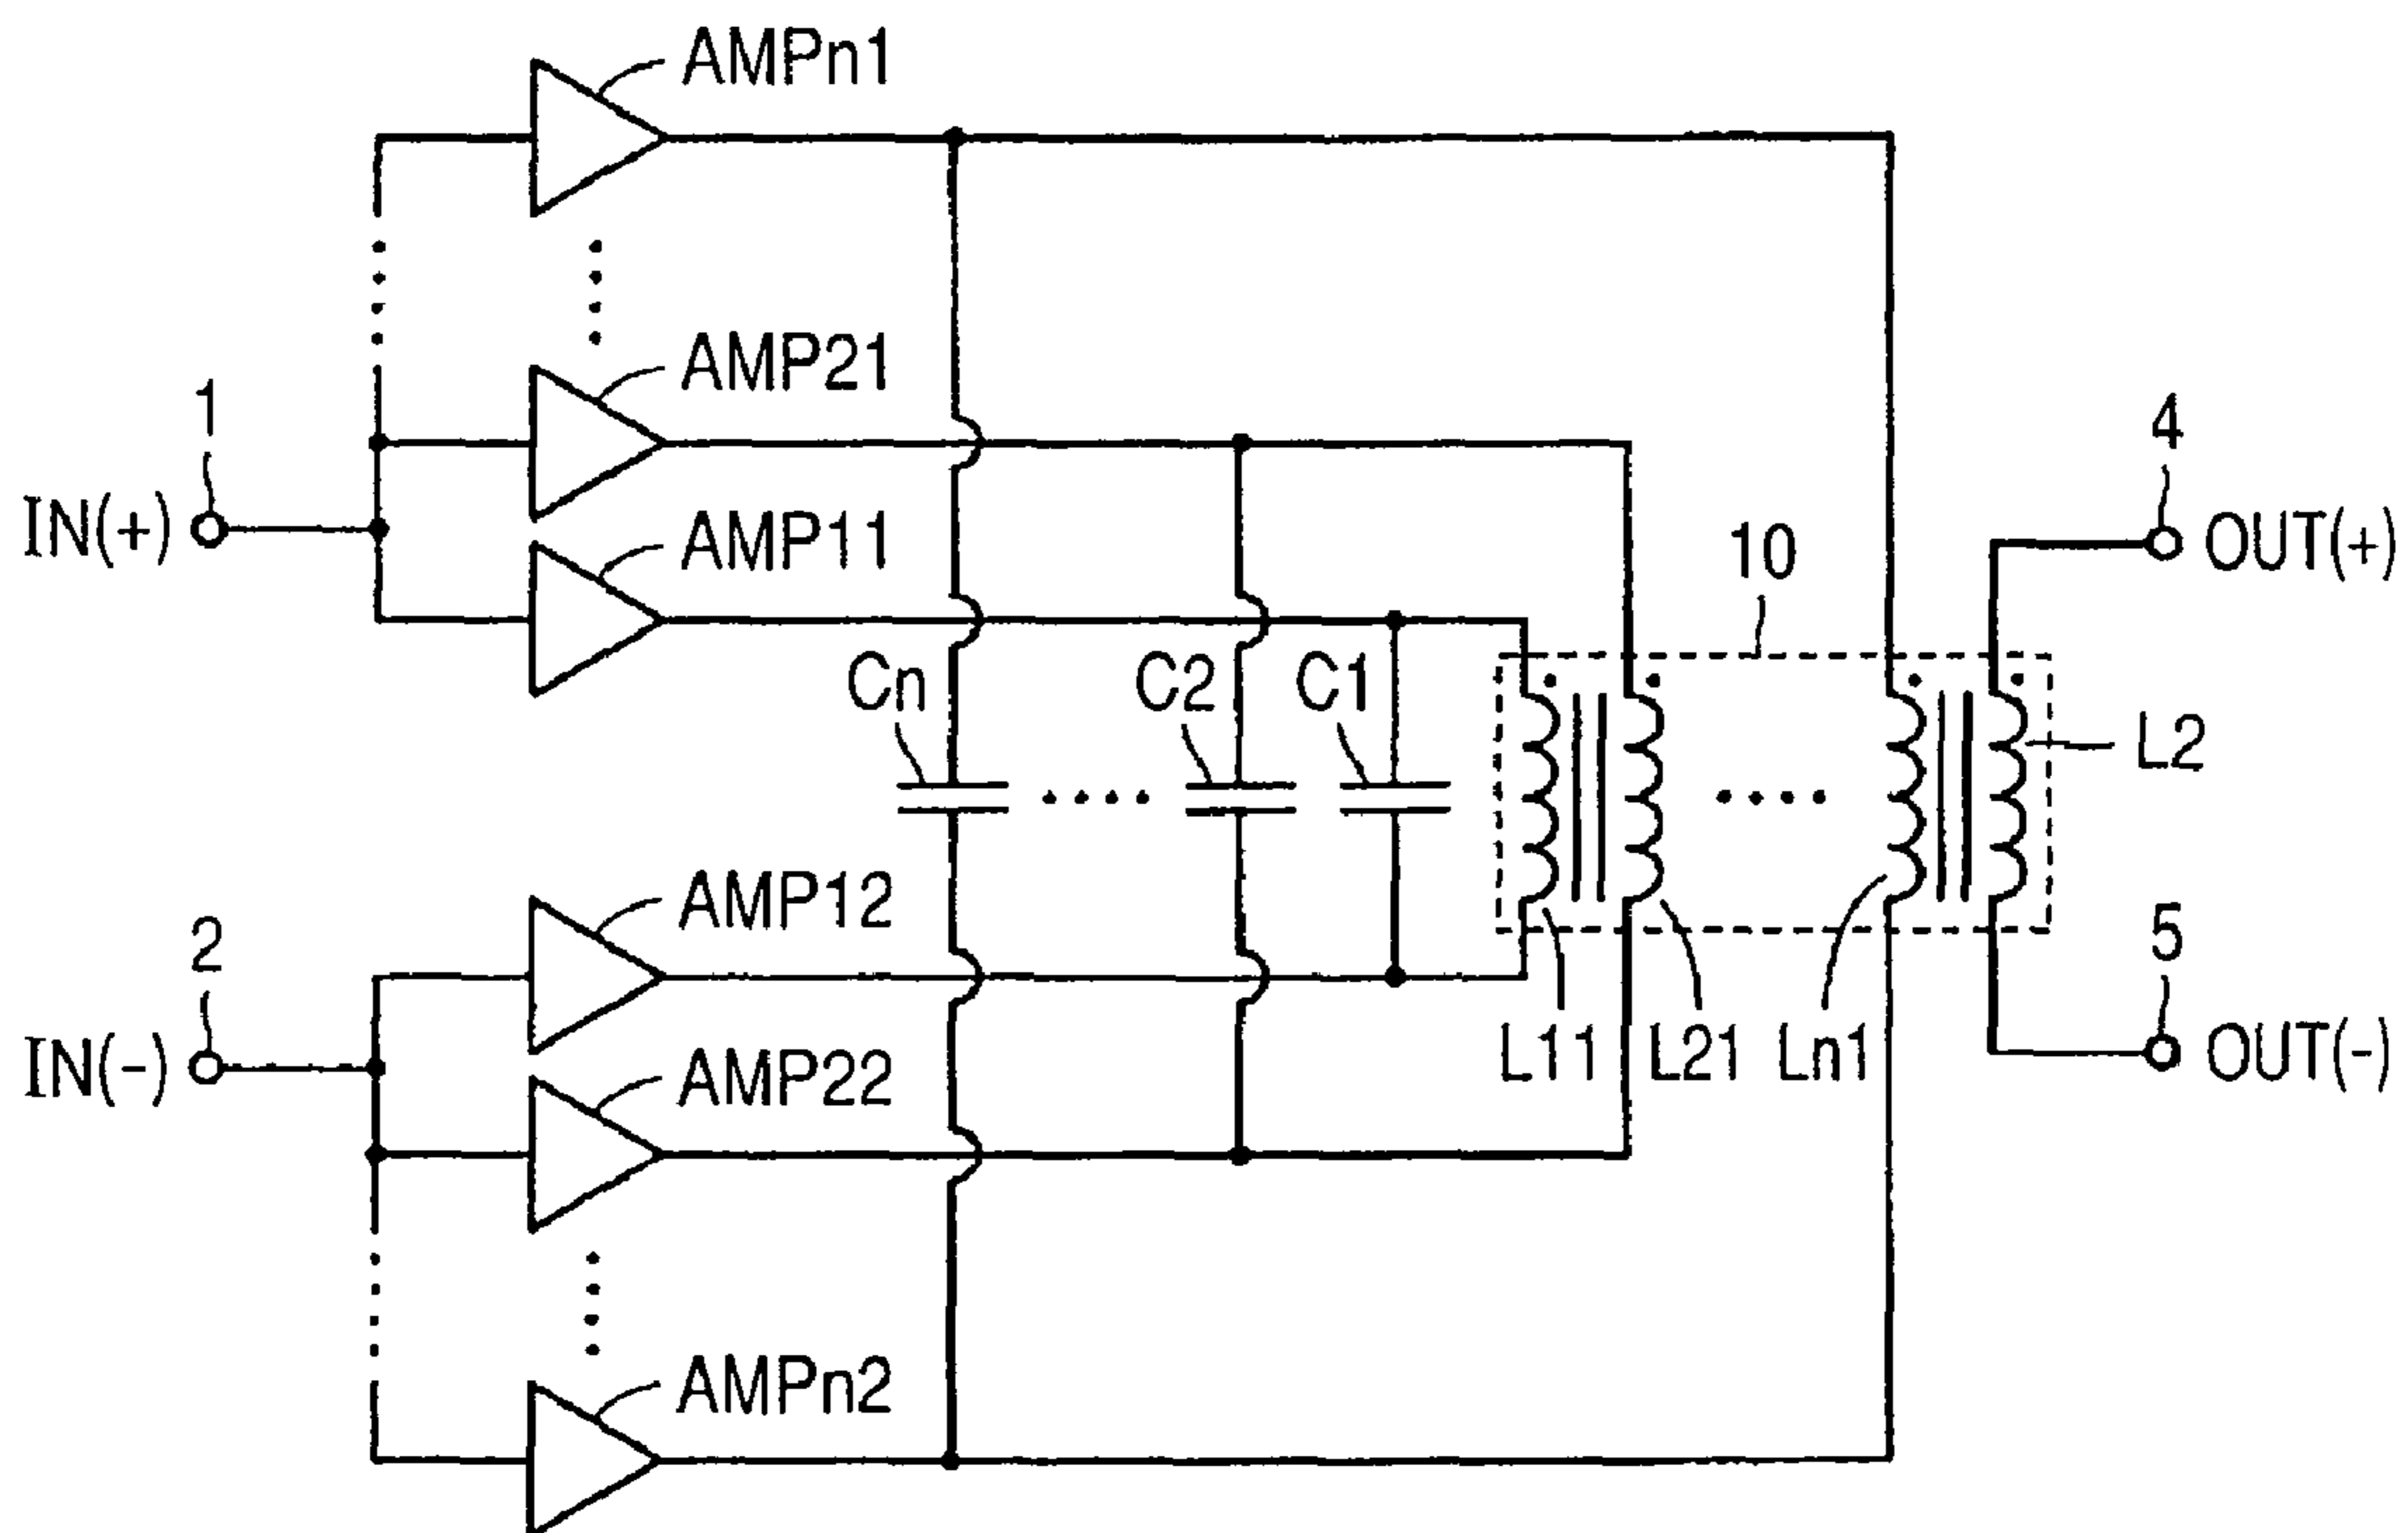 AMPn1
AMP21
1
4
IN(+)
AMP11
10
OUT(+)
Cn
C2
C1
L2
AMP12
2
5
L11
L21
Ln1
IN(-)
AMP22
OUT(-)
AMPn2